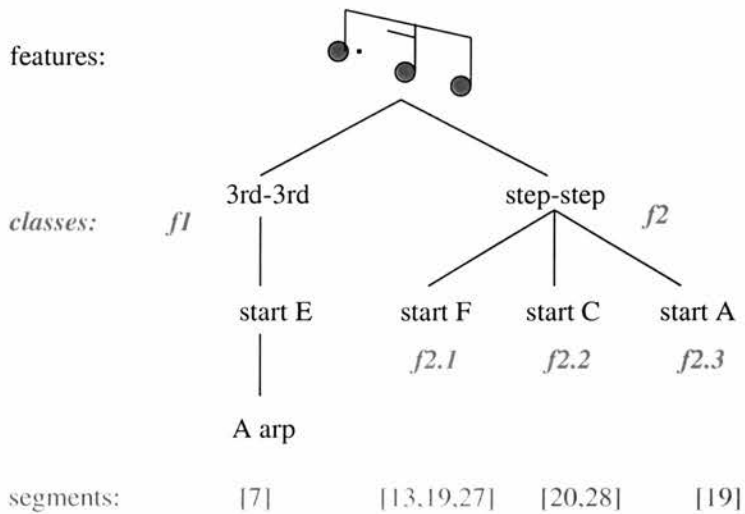 features:
3rd-3rd step-step
classes: f1 f2
start E start F start C start A
f2.1 f2.2 f2.3
A arp
segments: [7] [13,19,27] [20,28] [19]